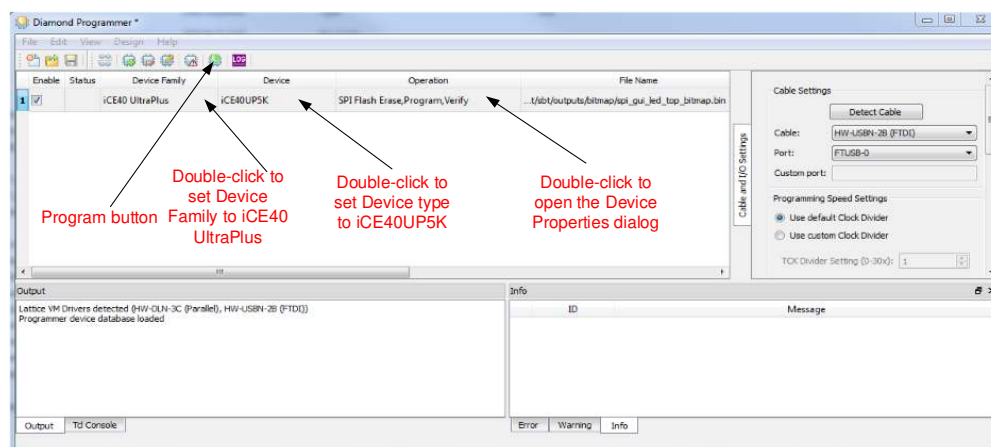 Diamond Programmer *
File Edit View Design Help
LOG
Enable Status Device Family Device Operation File Name
1 iCE40 UltraPlus iCE40UP5K SPI Flash Erase,Program,Verify ...t/sbt/outputs/bitmap/spi_gui_led_top_bitmap.bin
Program button
Double-click to
set Device
Family to iCE40
UltraPlus
Double-click to
set Device type
to iCE40UP5K
Double-click to
open the Device
Properties dialog
Cable and I/O Settings
Cable Settings
Detect Cable
Cable: HW-USBN-2B (FTDI)
Port: FTUSB-0
Custom port:
Programming Speed Settings
Use default Clock Divider
Use custom Clock Divider
TCK Divider Setting (0-30x): 1
Output
Lattice VM Drivers detected (HW-DLN-3C (Parallel), HW-USBN-2B (FTDI))
Programmer device database loaded
Output Tcl Console
Info
ID Message
Error Warning Info